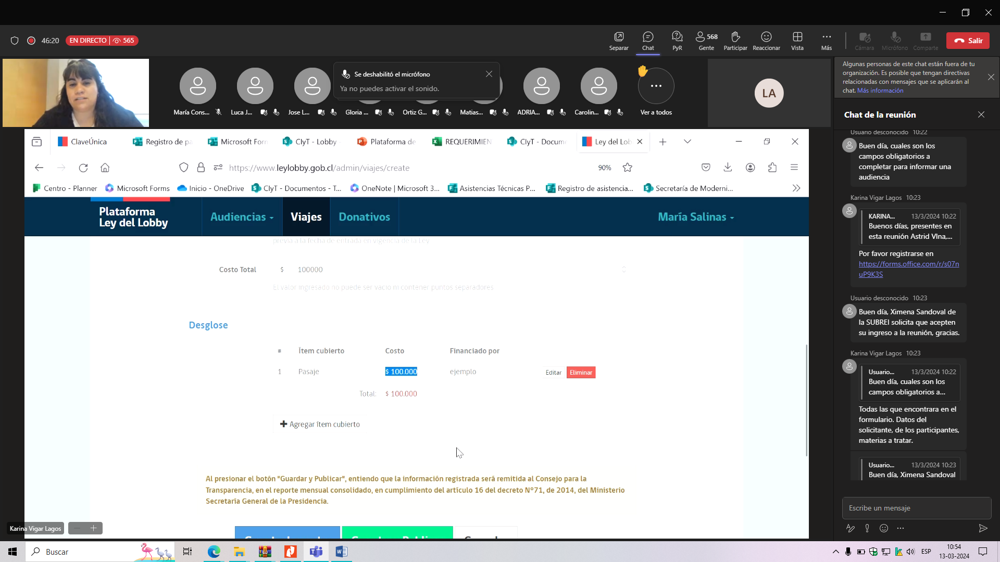 46:20 EN DIRECTO 565
Separar Chat PyR Gente 568 Participar Reaccionar Vista Más Cámara Micrófono Comparte Salir
Se deshabilitó el micrófono
Ya no puedes activar el sonido.
María Cons... Luca J... Jose L... Gloria ... Ortiz G... Matias... ADRIA... Carolin... Ver a todos
LA
Algunas personas de este chat están fuera de tu
organización. Es posible que tengan directivas
relacionadas con mensajes que se aplicarán al
chat. Más información
Chat de la reunión
Usuario desconocido 10:22
Buen día, cuales son los
campos obligatorios a
completar para informar una
audiencia
Karina Vigar Lagos 10:23
KARINA... 13/3/2024 10:22
Buenos días, presentes en
esta reunión Astrid VIna,...
Por favor registrarse en
https://forms.office.com/r/s07n
uP9K3S
Usuario desconocido 10:23
Buen día, Ximena Sandoval de
la SUBREI solicita que acepten
su ingreso a la reunión, gracias.
Karina Vigar Lagos 10:23
Usuario... 13/3/2024 10:22
Buen día, cuales son los
campos obligatorios a...
Todas las que encontrara en el
formulario. Datos del
solicitante, de los participantes,
materias a tratar.
Usuario... 13/3/2024 10:23
Buen día, Ximena Sandoval
Escribe un mensaje
ClaveÚnica Registro de pa Microsoft Form CIyT - Lobby Plataforma de REQUERIMIEN CIyT - Docum Ley del Lob
https://www.leylobby.gob.cl/admin/viajes/create 90%
Centro - Planner Microsoft Forms Inicio - OneDrive CIyT - Documentos - T... OneNote | Microsoft 3... Asistencias Técnicas P... Registro de asistencia... Secretaría de Moderni...
Plataforma
Ley del Lobby
Audiencias Viajes Donativos María Salinas
previa a la fecha de entrada en vigencia de la Ley
Costo Total $ 100000
El valor ingresado no puede ser vacío ni contener puntos separadores
Desglose
# Ítem cubierto Costo Financiado por
1 Pasaje $ 100.000 ejemplo Editar Eliminar
Total: $ 100.000
Agregar ítem cubierto
Al presionar el botón "Guardar y Publicar", entiendo que la información registrada será remitida al Consejo para la
Transparencia, en el reporte mensual consolidado, en cumplimiento del artículo 16 del decreto N°71, de 2014, del Ministerio
Secretaría General de la Presidencia.
Karina Vigar Lagos
Buscar
ESP
10:54
13-03-2024